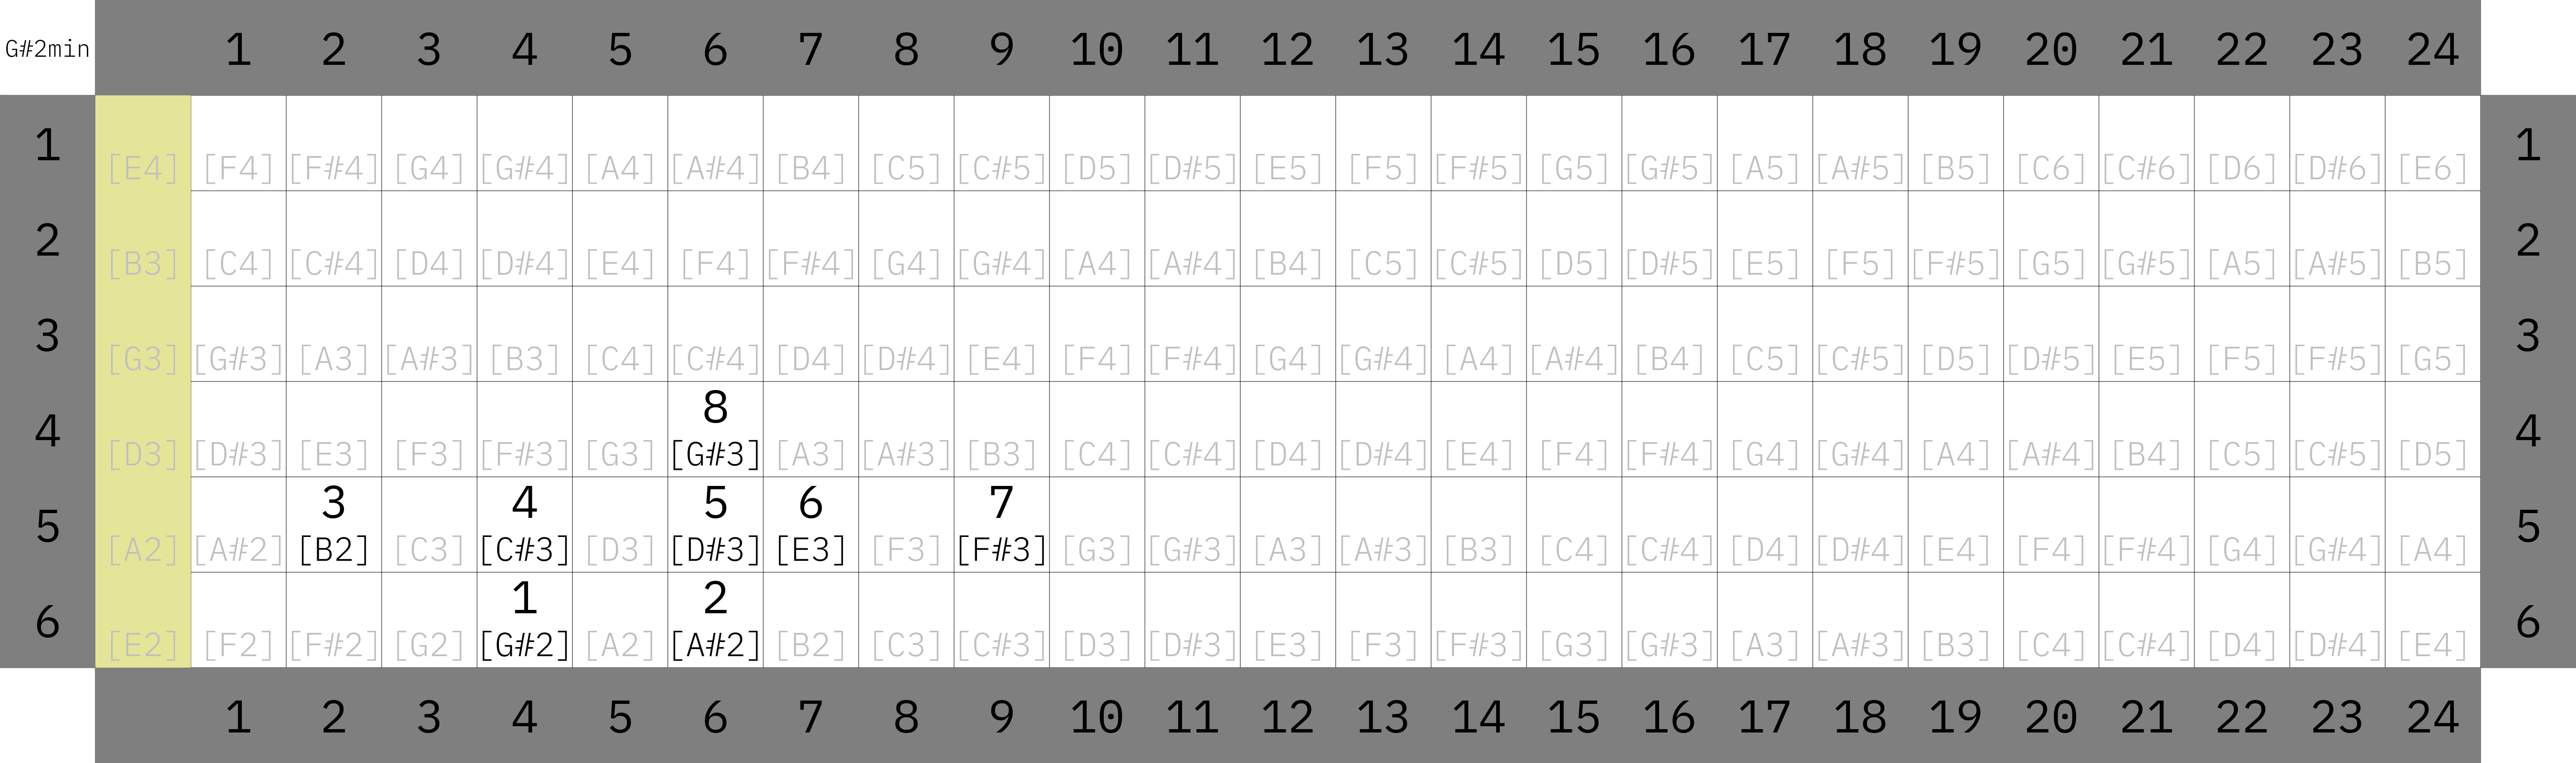 G#2min 1 2 3 4 5 6 7 8 9 10 11 12 13 14 15 16 17 18 19 20 21 22 23 24
1 [E4] [F4] [F#4] [G4] [G#4] [A4] [A#4] [B4] [C5] [C#5] [D5] [D#5] [E5] [F5] [F#5] [G5] [G#5] [A5] [A#5] [B5] [C6] [C#6] [D6] [D#6] [E6] 1
2 [B3] [C4] [C#4] [D4] [D#4] [E4] [F4] [F#4] [G4] [G#4] [A4] [A#4] [B4] [C5] [C#5] [D5] [D#5] [E5] [F5] [F#5] [G5] [G#5] [A5] [A#5] [B5] 2
3 [G3] [G#3] [A3] [A#3] [B3] [C4] [C#4] [D4] [D#4] [E4] [F4] [F#4] [G4] [G#4] [A4] [A#4] [B4] [C5] [C#5] [D5] [D#5] [E5] [F5] [F#5] [G5] 3
8
4 [D3] [D#3] [E3] [F3] [F#3] [G3] [G#3] [A3] [A#3] [B3] [C4] [C#4] [D4] [D#4] [E4] [F4] [F#4] [G4] [G#4] [A4] [A#4] [B4] [C5] [C#5] [D5] 4
3 4 5 6 7
5 [A2] [A#2] [B2] [C3] [C#3] [D3] [D#3] [E3] [F3] [F#3] [G3] [G#3] [A3] [A#3] [B3] [C4] [C#4] [D4] [D#4] [E4] [F4] [F#4] [G4] [G#4] [A4] 5
1 2
6 [E2] [F2] [F#2] [G2] [G#2] [A2] [A#2] [B2] [C3] [C#3] [D3] [D#3] [E3] [F3] [F#3] [G3] [G#3] [A3] [A#3] [B3] [C4] [C#4] [D4] [D#4] [E4] 6
1 2 3 4 5 6 7 8 9 10 11 12 13 14 15 16 17 18 19 20 21 22 23 24